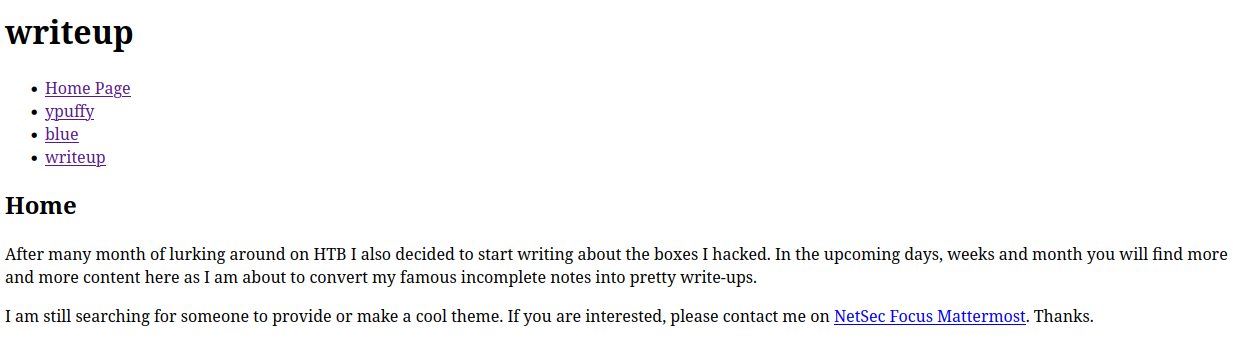 writeup
Home Page
ypuffy
blue
writeup
Home
After many month of lurking around on HTB I also decided to start writing about the boxes I hacked. In the upcoming days, weeks and month you will find more
and more content here as I am about to convert my famous incomplete notes into pretty write-ups.
I am still searching for someone to provide or make a cool theme. If you are interested, please contact me on NetSec Focus Mattermost. Thanks.